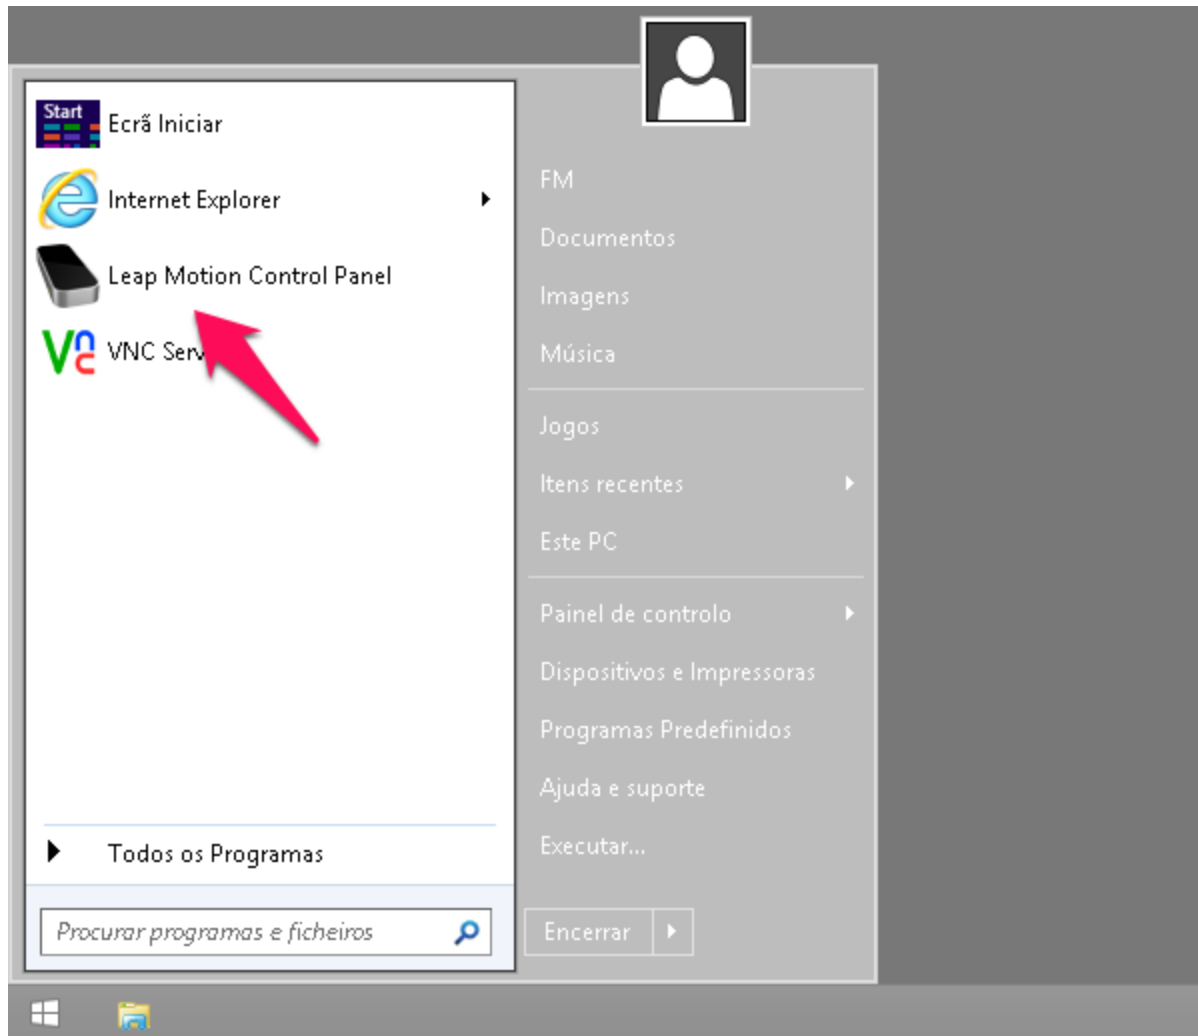 Start
Ecrã Iniciar
Internet Explorer
Leap Motion Control Panel
VNC
VNC Serv
Todos os Programas
Procurar programas e ficheiros
FM
Documentos
Imagens
Música
Jogos
Itens recentes
Este PC
Painel de controlo
Dispositivos e Impressoras
Programas Predefinidos
Ajuda e suporte
Executar...
Encerrar